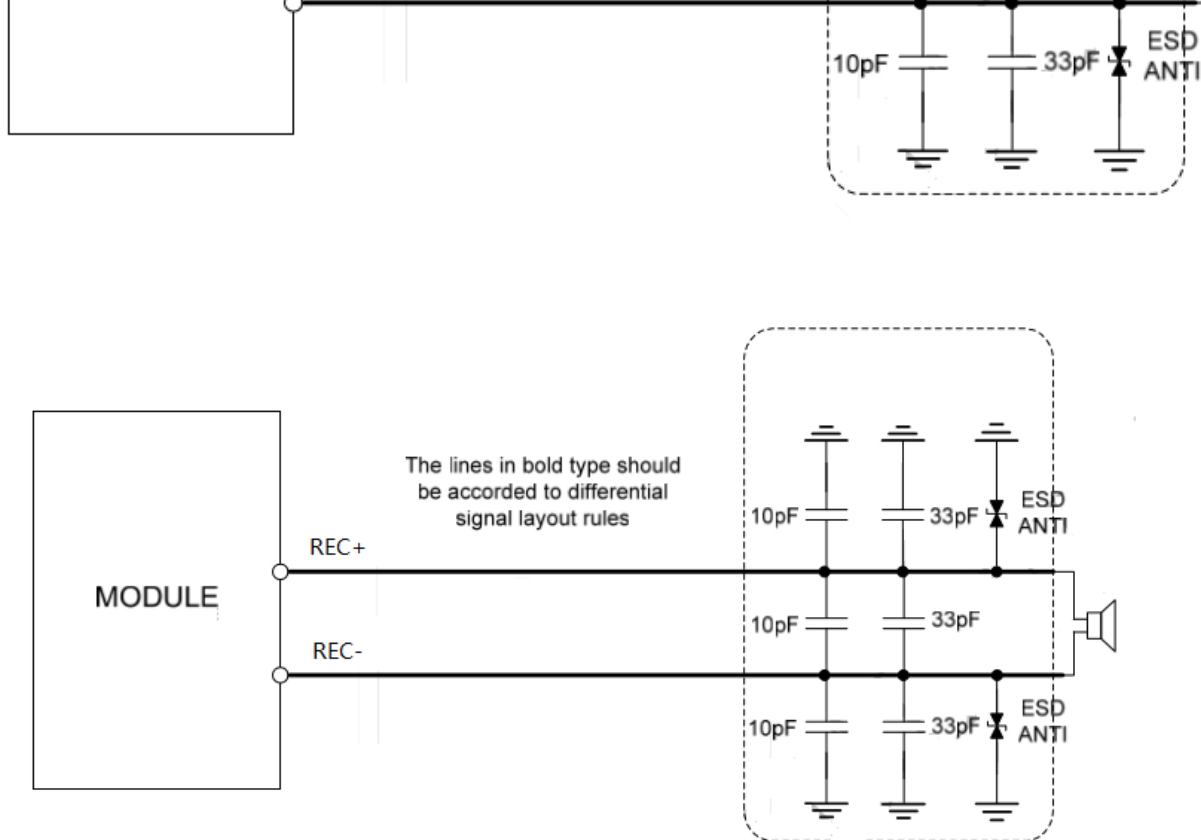 10pF
33pF
ESD
ANTI
The lines in bold type should
be accorded to differential
signal layout rules
10pF
33pF
ESD
ANTI
REC+
MODULE
10pF
33pF
REC-
10pF
33pF
ESD
ANTI